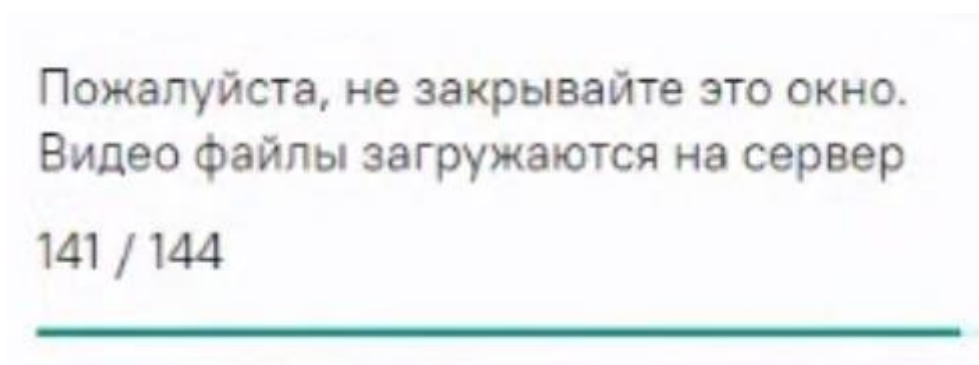 Пожалуйста, не закрывайте это окно.
Видео файлы загружаются на сервер
141 / 144